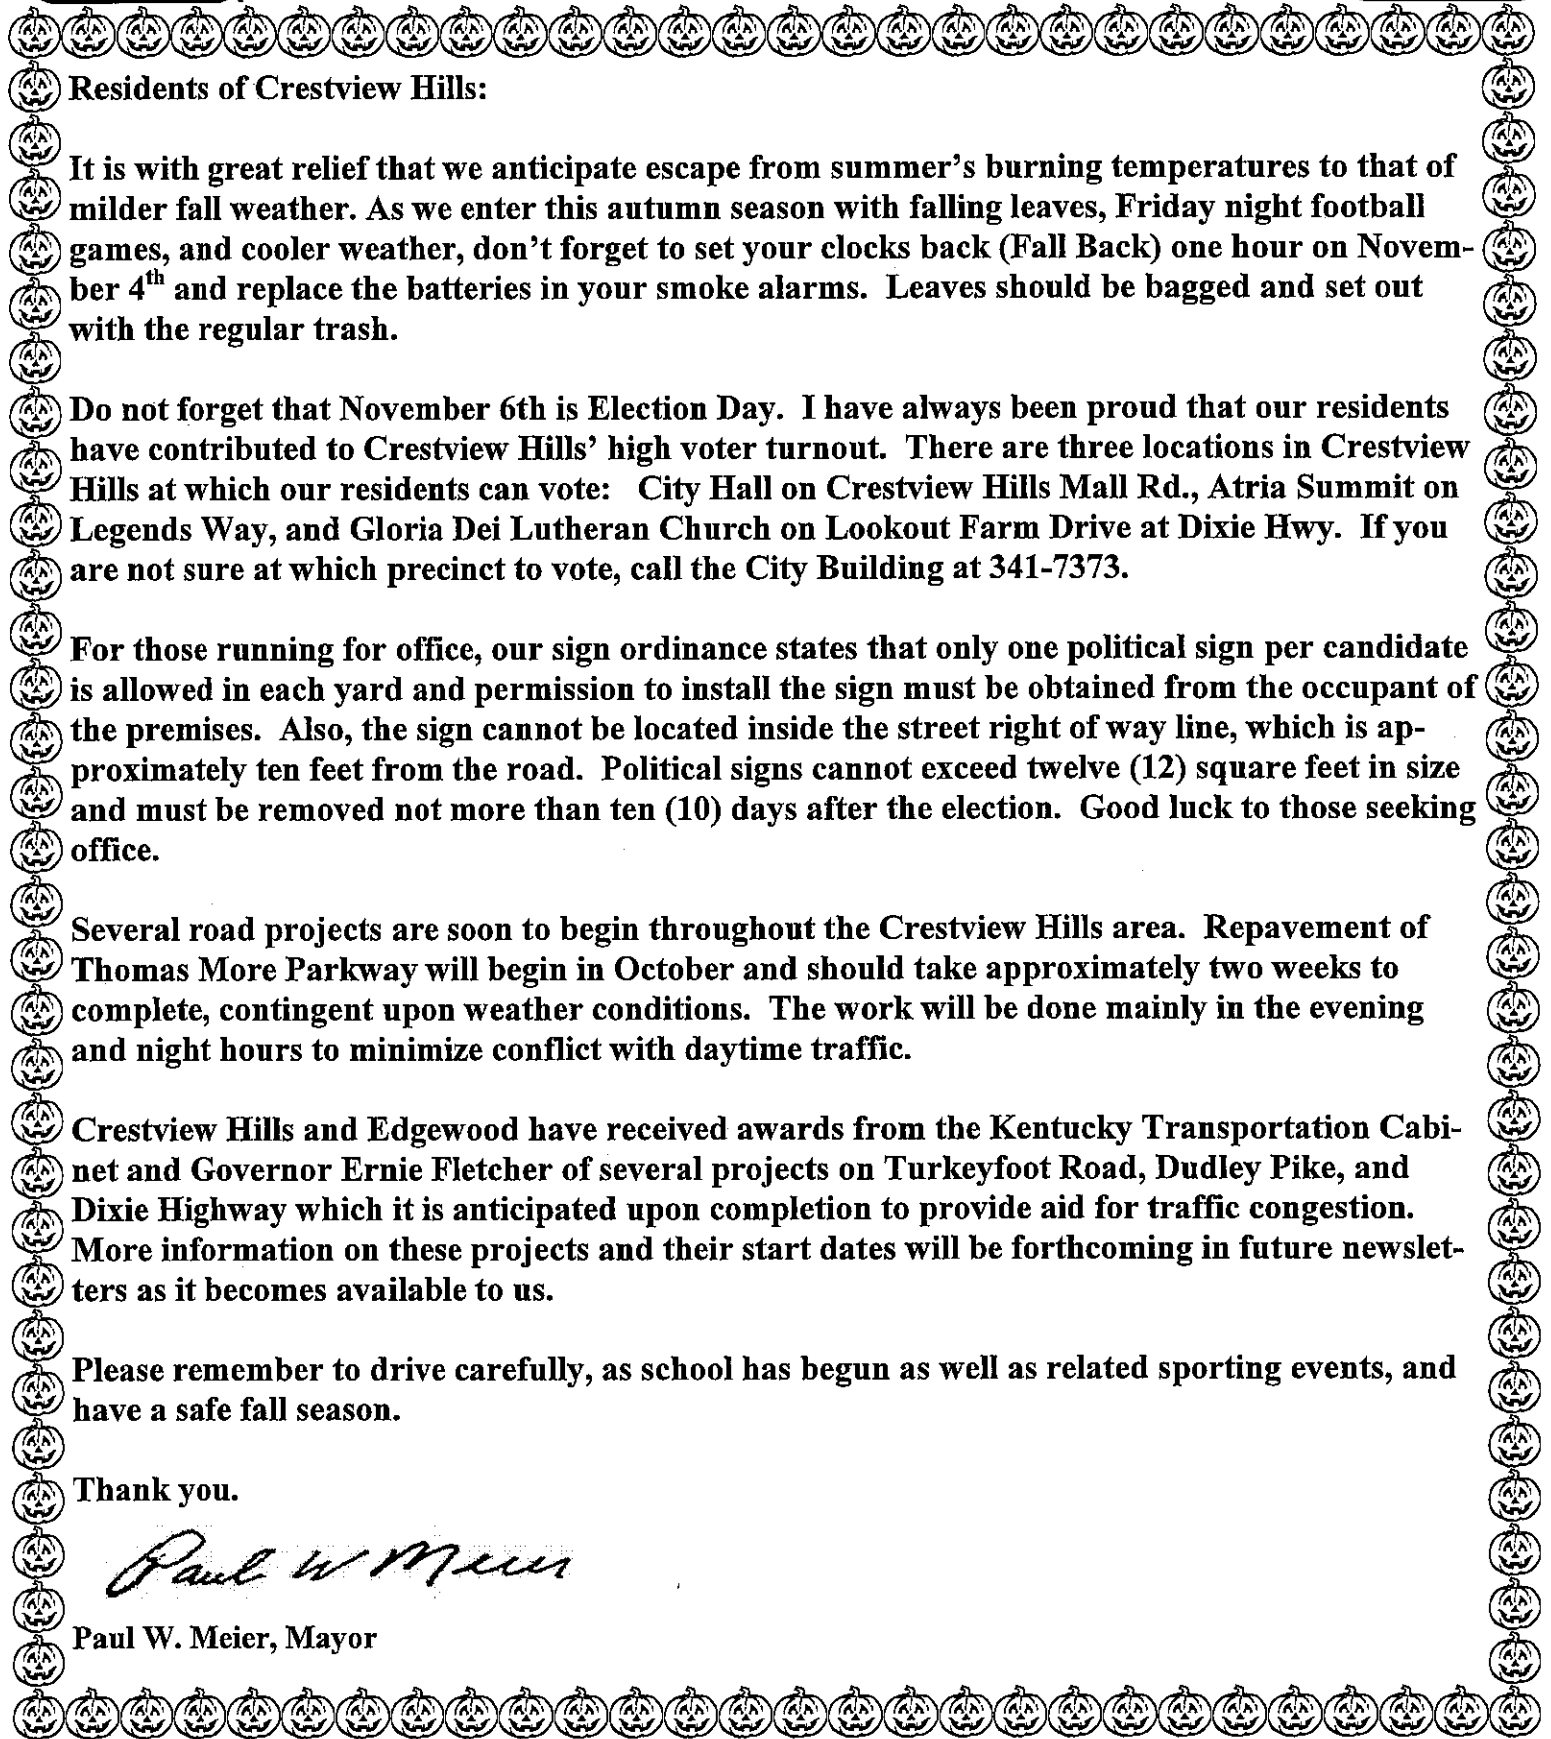 Residents of Crestview Hills:
It is with great relief that we anticipate escape from summer's burning temperatures to that of
milder fall weather. As we enter this autumn season with falling leaves, Friday night football
games, and cooler weather, don't forget to set your clocks back (Fall Back) one hour on Novem-
ber 4th and replace the batteries in your smoke alarms.  Leaves should be bagged and set out
with the regular trash.
Do not forget that November 6th is Election Day.  I have always been proud that our residents
have contributed to Crestview Hills' high voter turnout.  There are three locations in Crestview
Hills at which our residents can vote:   City Hall on Crestview Hills Mall Rd., Atria Summit on
Legends Way, and Gloria Dei Lutheran Church on Lookout Farm Drive at Dixie Hwy.  If you
are not sure at which precinct to vote, call the City Building at 341-7373.
For those running for office, our sign ordinance states that only one political sign per candidate
is allowed in each yard and permission to install the sign must be obtained from the occupant of
the premises.  Also, the sign cannot be located inside the street right of way line, which is ap-
proximately ten feet from the road.  Political signs cannot exceed twelve (12) square feet in size
and must be removed not more than ten (10) days after the election.  Good luck to those seeking
office.
Several road projects are soon to begin throughout the Crestview Hills area.  Repavement of
Thomas More Parkway will begin in October and should take approximately two weeks to
complete, contingent upon weather conditions.  The work will be done mainly in the evening
and night hours to minimize conflict with daytime traffic.
Crestview Hills and Edgewood have received awards from the Kentucky Transportation Cabi-
net and Governor Ernie Fletcher of several projects on Turkeyfoot Road, Dudley Pike, and
Dixie Highway which it is anticipated upon completion to provide aid for traffic congestion.
More information on these projects and their start dates will be forthcoming in future newslet-
ters as it becomes available to us.
Please remember to drive carefully, as school has begun as well as related sporting events, and
have a safe fall season.
Thank you.
Paul W Meier
Paul W. Meier, Mayor